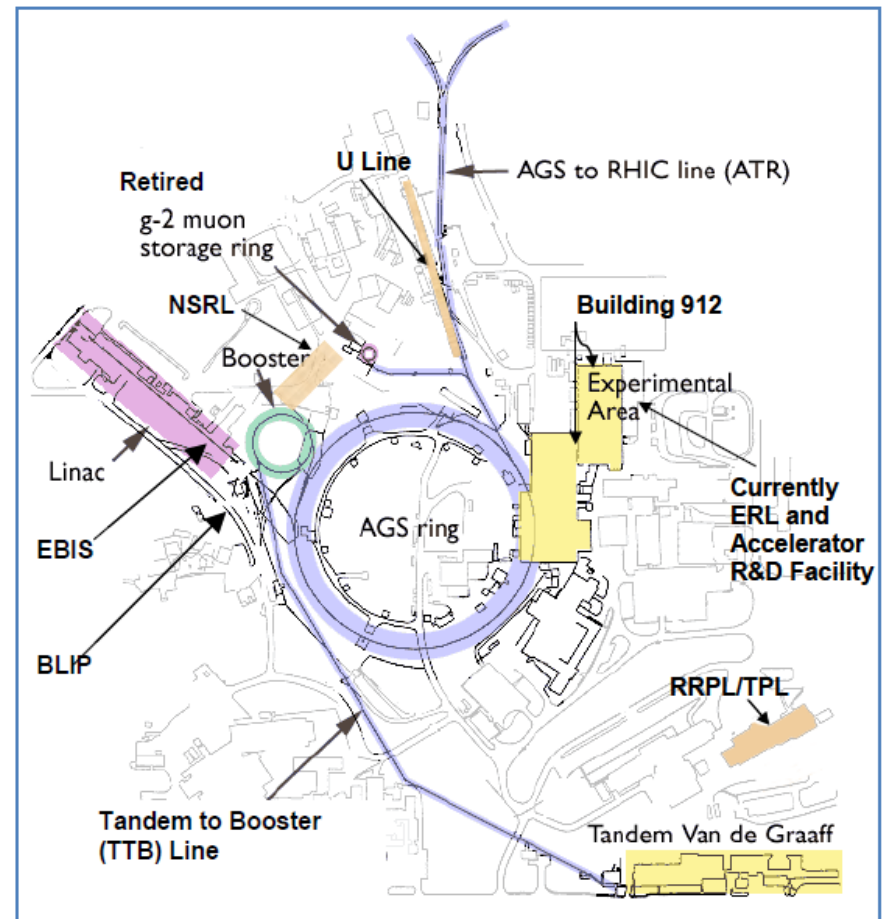 U Line
AGS to RHIC line (ATR)
Retired
g-2 muon
storage ring
NSRL
Building 912
Booster
Experimental
Area
Linac
AGS ring
Currently
ERL and
Accelerator
R&D Facility
EBIS
BLIP
RRPL/TPL
Tandem to Booster
(TTB) Line
Tandem Van de Graaff